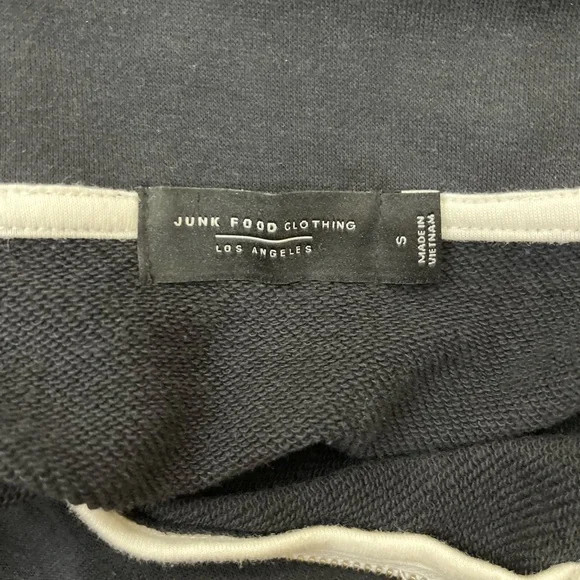 JUNK FOOD CLOTHING
LOS ANGELES
S
MADE IN
VIETNAM